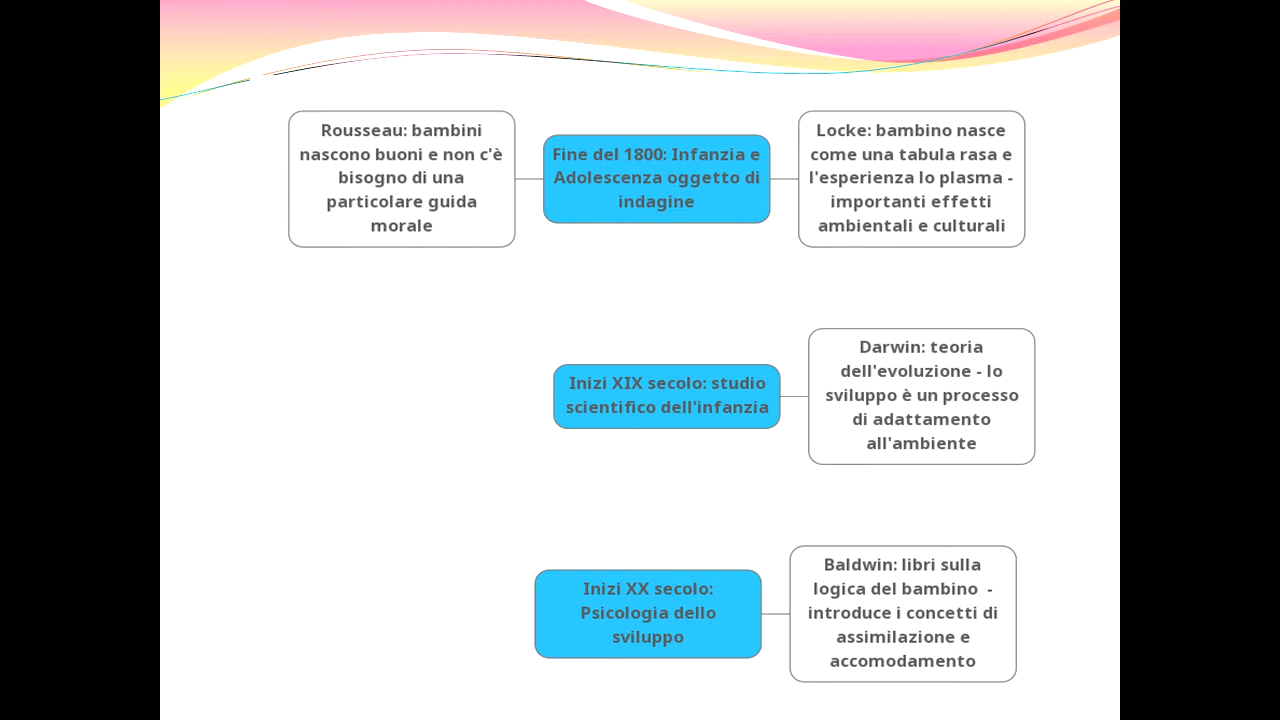 Rousseau: bambini
nascono buoni e non c'è
bisogno di una
particolare guida
morale
Fine del 1800: Infanzia e
Adolescenza oggetto di
indagine
Locke: bambino nasce
come una tabula rasa e
l'esperienza lo plasma -
importanti effetti
ambientali e culturali
Inizi XIX secolo: studio
scientifico dell'infanzia
Darwin: teoria
dell'evoluzione - lo
sviluppo è un processo
di adattamento
all'ambiente
Inizi XX secolo:
Psicologia dello
sviluppo
Baldwin: libri sulla
logica del bambino  -
introduce i concetti di
assimilazione e
accomodamento